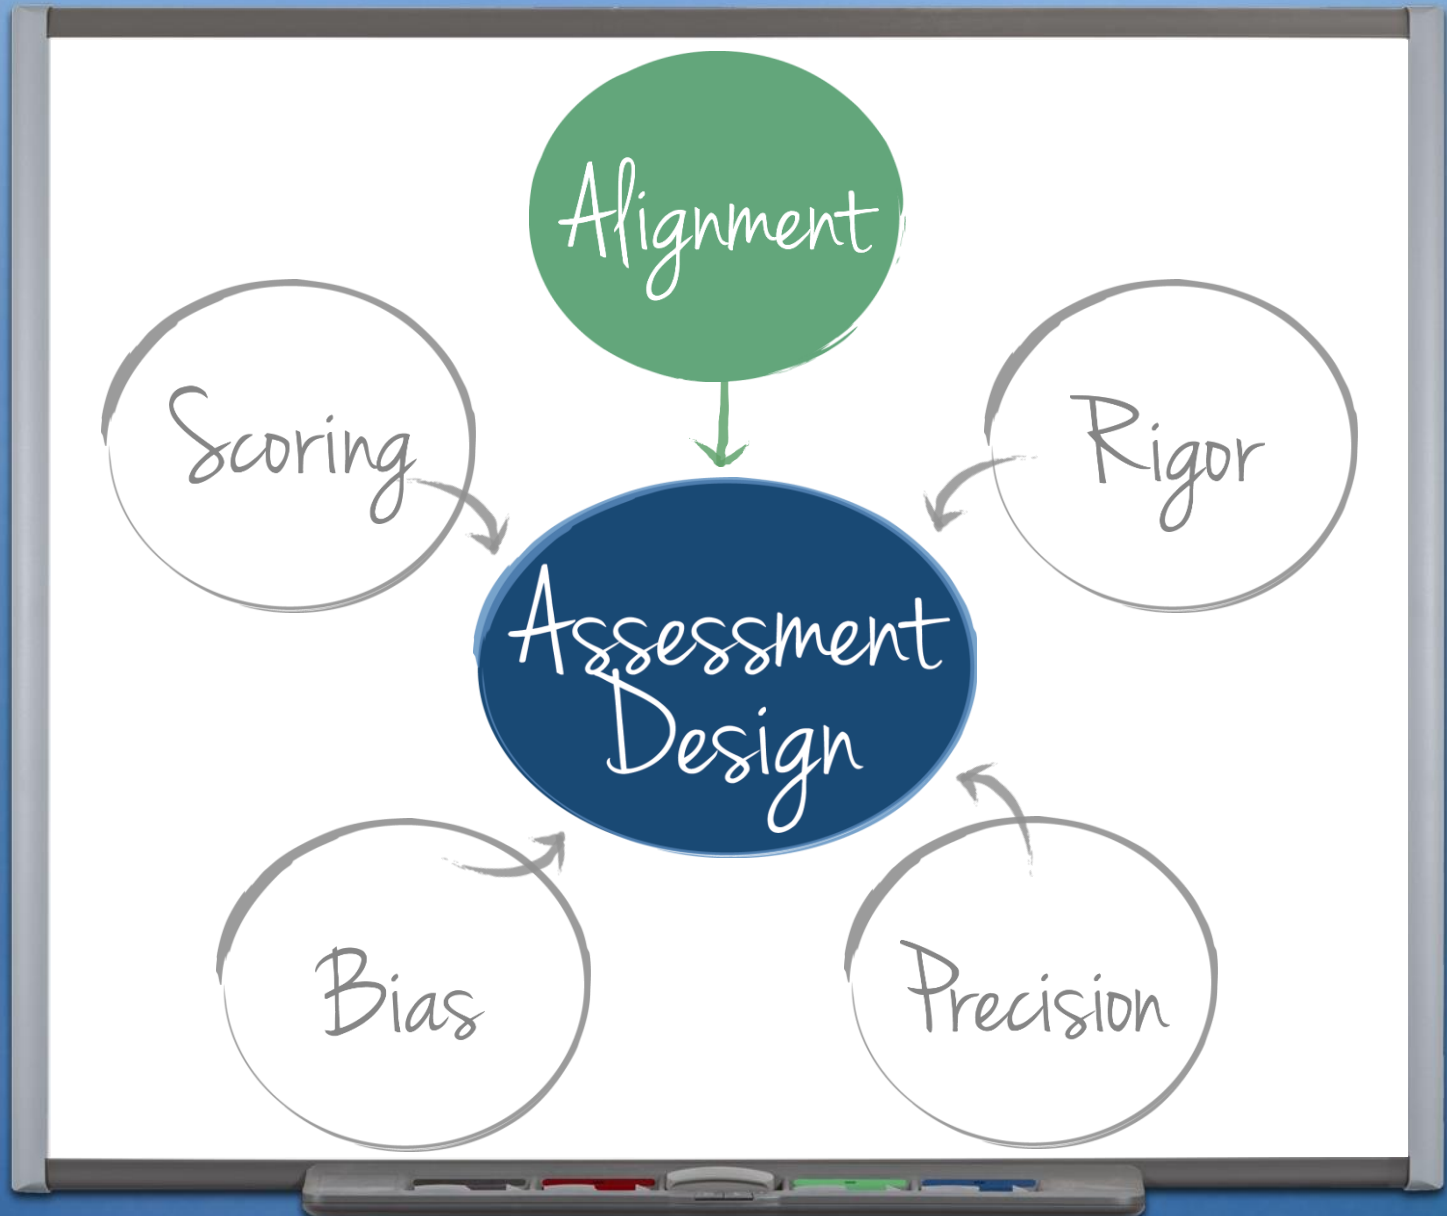 Alignment
Scoring
Rigor
Assessment
Design
Bias
Precision